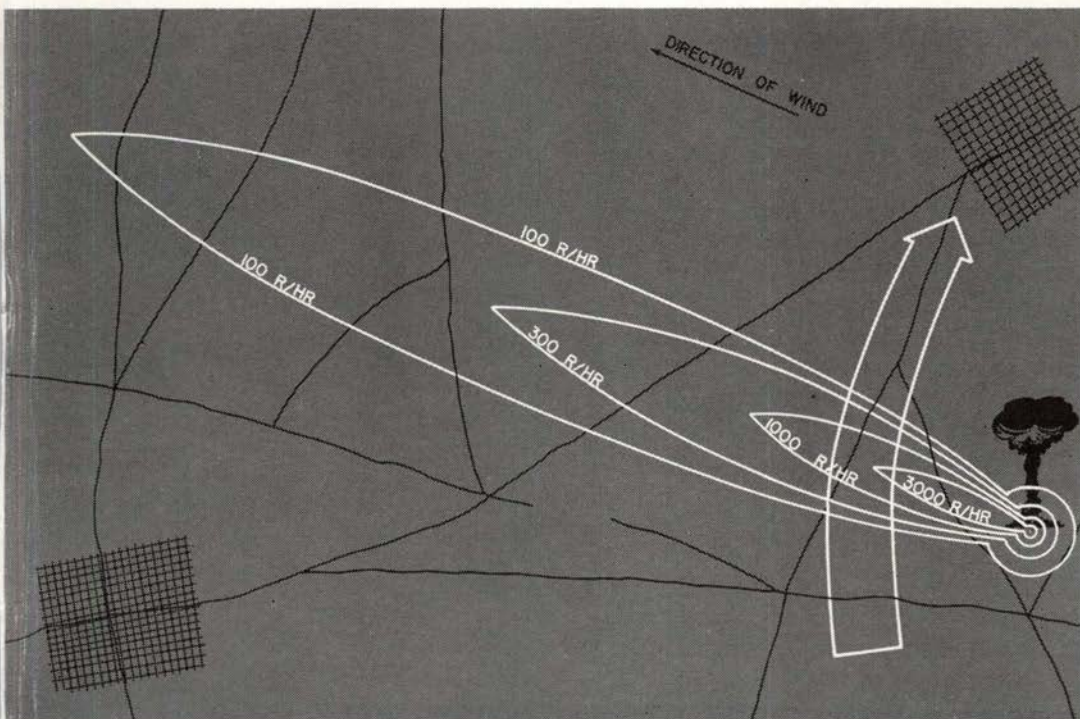 DIRECTION OF WIND
100 R/HR
100 R/HR
300 R/HR
1000 R/HR
3000 R/HR